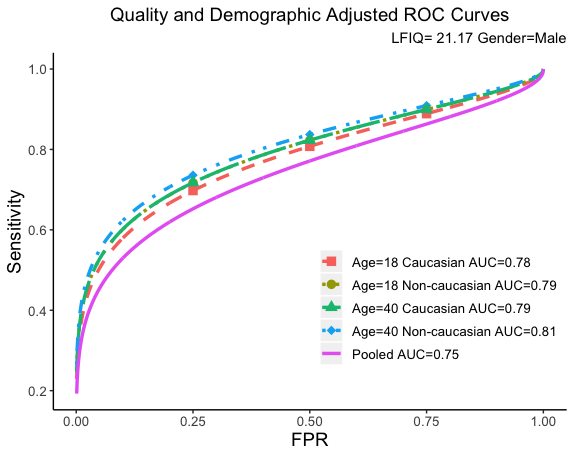 Quality and Demographic Adjusted ROC Curves
LFIQ= 21.17 Gender=Male
1.0
0.8
0.6
0.4
0.2
Sensitivity
Age=18 Caucasian AUC=0.78
Age=18 Non-caucasian AUC=0.79
Age=40 Caucasian AUC=0.79
Age=40 Non-caucasian AUC=0.81
Pooled AUC=0.75
0.00 0.25 0.50 0.75 1.00
FPR